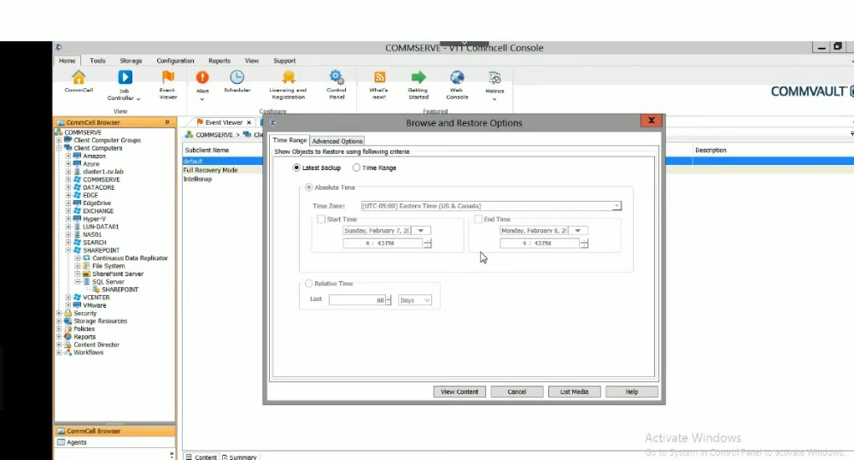 COMMSERVE - VTT Commcell Console
Home Tools Storage Configuration Reports View Support
CommCell
Job Controller
Event Viewer
Alert
Scheduler
Licensing and Registration
Control Panel
What's new?
Getting Started
Web Console
Metrics
View
Configure
Featured
COMMVAULT
CommCell Browser
COMMSERVE
Client Computer Groups
Client Computers
Amazon
Azure
cluster1.cv.lab
COMMSERVE
DATACORE
EDGE
EdgeDrive
EXCHANGE
Hyper-V
LUN-DATA01
NAS01
SEARCH
SHAREPOINT
Continuous Data Replicator
File System
SharePoint Server
SQL Server
SHAREPOINT
VCENTER
VMware
Security
Storage Resources
Policies
Reports
Content Director
Workflows
CommCell Browser
Agents
Event Viewer
COMMSERVE >
Subclient Name
Description
default
Full Recovery Mode
Intellisnap
Browse and Restore Options
Time Range Advanced Options
Show Objects to Restore using following criteria
Latest Backup Time Range
Absolute Time
Time Zone: (UTC-05:00) Eastern Time (US & Canada)
Start Time End Time
Sunday, February 7, 20 Monday, February 8, 20
4 : 43 PM 4 : 43 PM
Relative Time
Last 60 Days
View Content Cancel List Media Help
Content Summary
Activate Windows
Go to System in Control Panel to activate Windows.